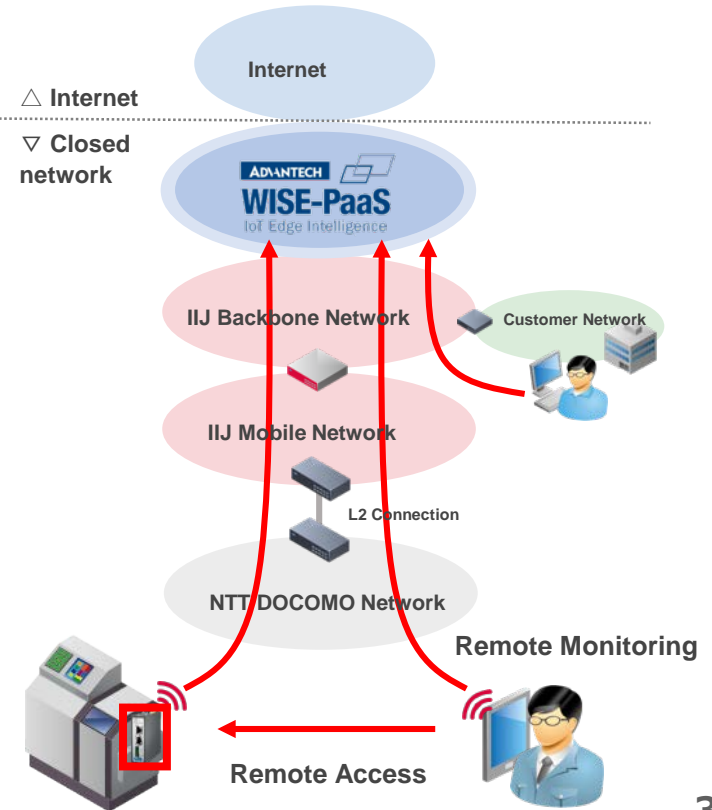 Internet
△ Internet
▽ Closed
network
ADVANTECH
WISE-PaaS
IoT Edge Intelligence
IIJ Backbone Network
Customer Network
IIJ Mobile Network
L2 Connection
NTT DOCOMO Network
Remote Monitoring
Remote Access